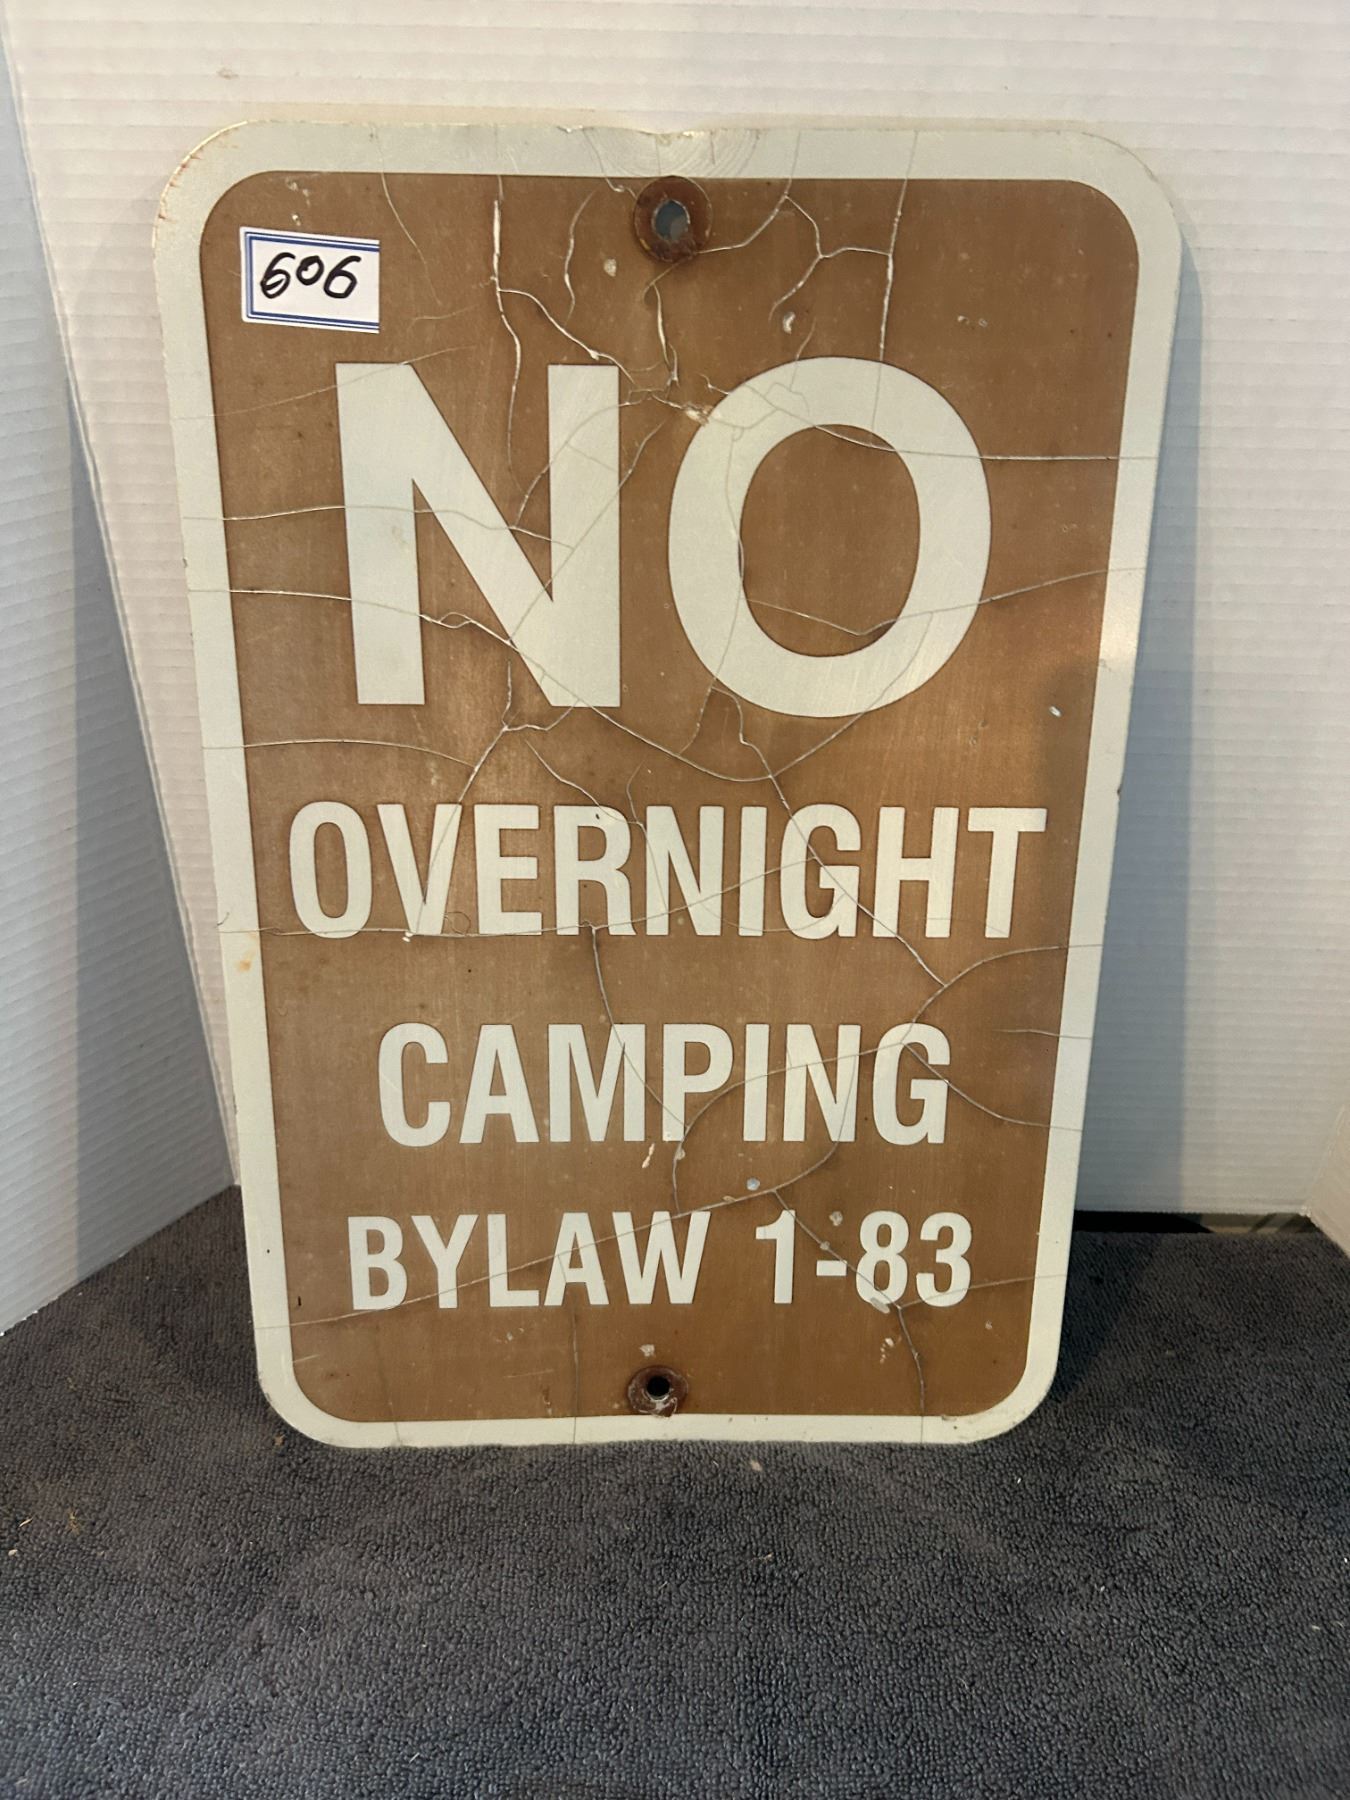 606
NO
OVERNIGHT
CAMPING
BYLAW 1-83